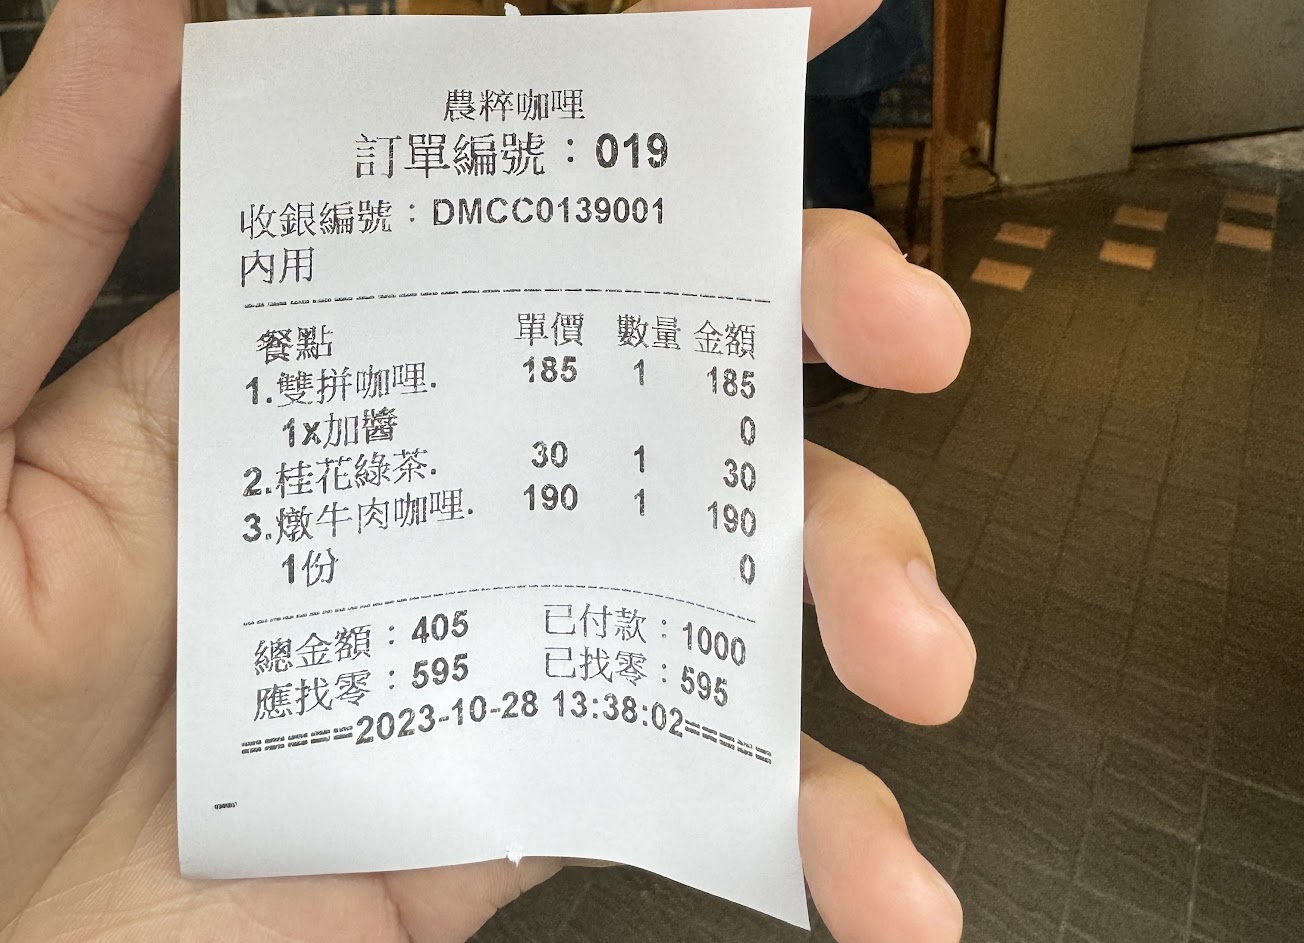 農粹咖哩
訂單編號：019
收銀編號：DMCC0139001
內用
餐點 單價 數量 金額
1.雙拼咖哩. 185 1 185
1x加醬 0
2.桂花綠茶. 30 1 30
3.燉牛肉咖哩. 190 1 190
1份 0
總金額：405 已付款：1000
應找零：595 已找零：595
=====2023-10-28 13:38:02=====